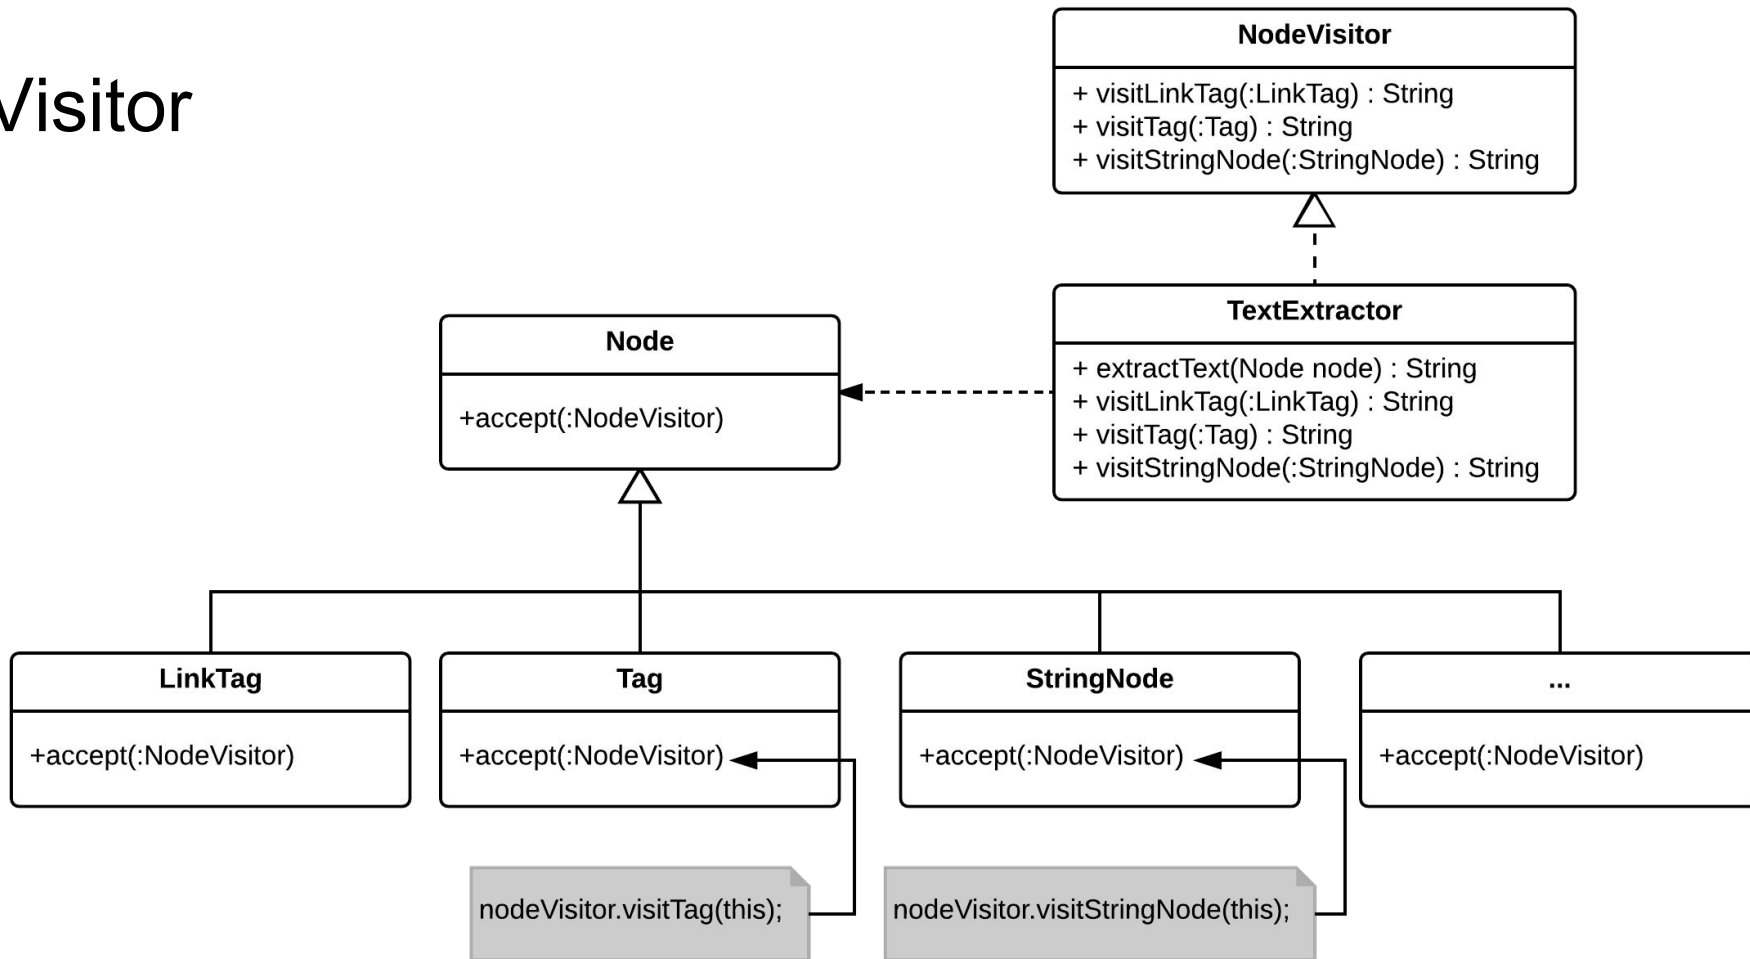 Visitor
NodeVisitor
+ visitLinkTag(:LinkTag) : String
+ visitTag(:Tag) : String
+ visitStringNode(:StringNode) : String
TextExtractor
+ extractText(Node node) : String
+ visitLinkTag(:LinkTag) : String
+ visitTag(:Tag) : String
+ visitStringNode(:StringNode) : String
Node
+accept(:NodeVisitor)
LinkTag
+accept(:NodeVisitor)
Tag
+accept(:NodeVisitor)
StringNode
+accept(:NodeVisitor)
...
+accept(:NodeVisitor)
nodeVisitor.visitTag(this);
nodeVisitor.visitStringNode(this);